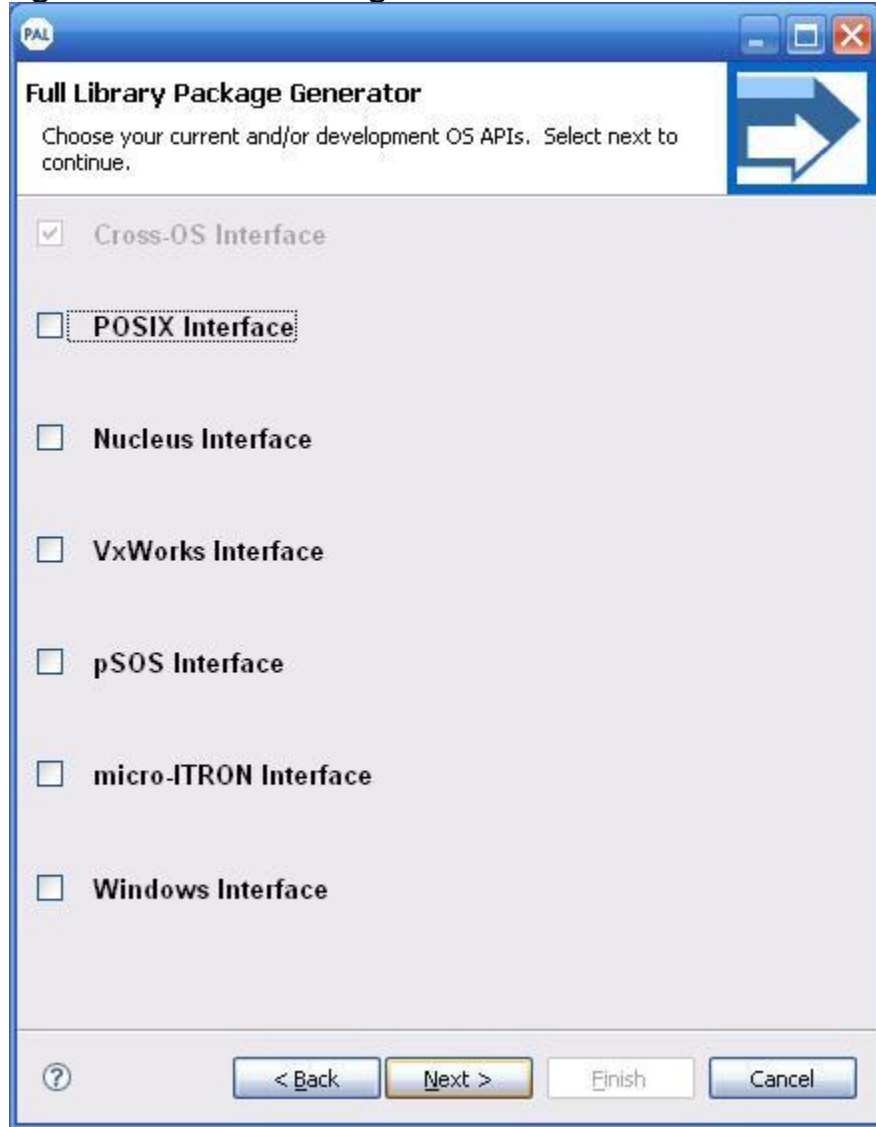 PAL
Full Library Package Generator
Choose your current and/or development OS APIs. Select next to
continue.
Cross-OS Interface
POSIX Interface
Nucleus Interface
VxWorks Interface
pSOS Interface
micro-ITRON Interface
Windows Interface
?
< Back
Next >
Finish
Cancel